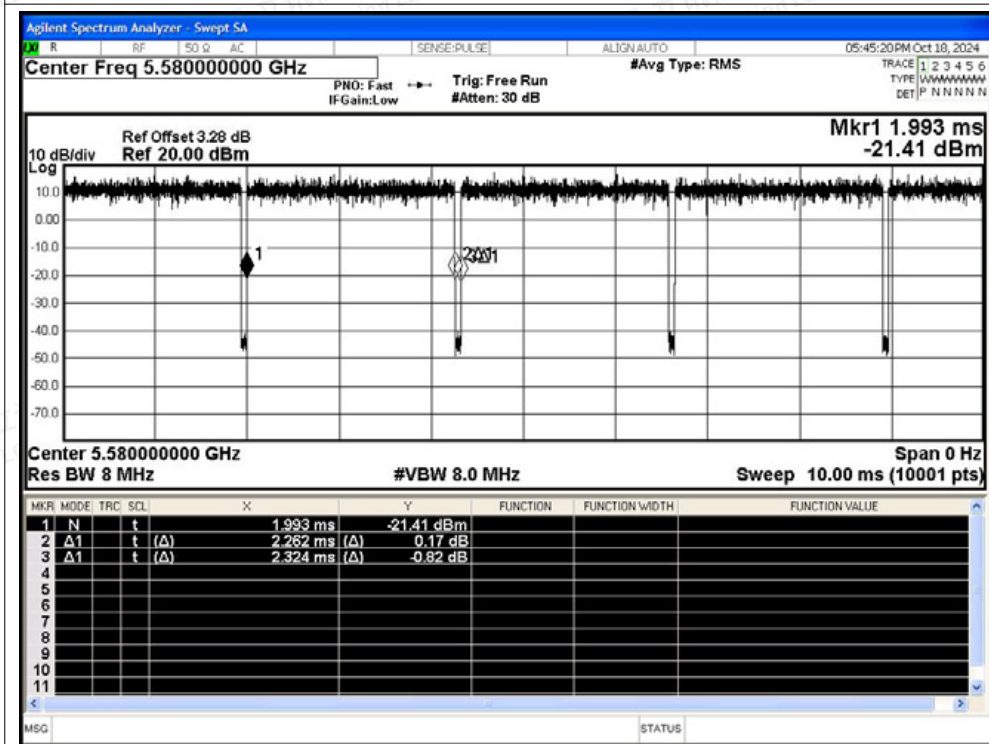 Agilent Spectrum Analyzer - Swept SA
LXI R RF 50 Ω AC SENSE:PULSE ALIGN AUTO 05:45:20 PM Oct 18, 2024
Center Freq 5.580000000 GHz #Avg Type: RMS TRACE 1 2 3 4 5 6
PNO: Fast Trig: Free Run TYPE WWWWWW
IFGain:Low #Atten: 30 dB DET P N N N N N
Mkr1 1.993 ms
Ref Offset 3.28 dB
10 dB/div Ref 20.00 dBm -21.41 dBm
Log
10.0
0.00
-10.0
1 2Δ1 3Δ1
-20.0
-30.0
-40.0
-50.0
-60.0
-70.0
Center 5.580000000 GHz Span 0 Hz
Res BW 8 MHz #VBW 8.0 MHz Sweep 10.00 ms (10001 pts)
MKR MODE TRC SCL X Y FUNCTION FUNCTION WIDTH FUNCTION VALUE
1 N t 1.993 ms -21.41 dBm
2 Δ1 t (Δ) 2.262 ms (Δ) 0.17 dB
3 Δ1 t (Δ) 2.324 ms (Δ) -0.82 dB
4
5
6
7
8
9
10
11
MSG STATUS